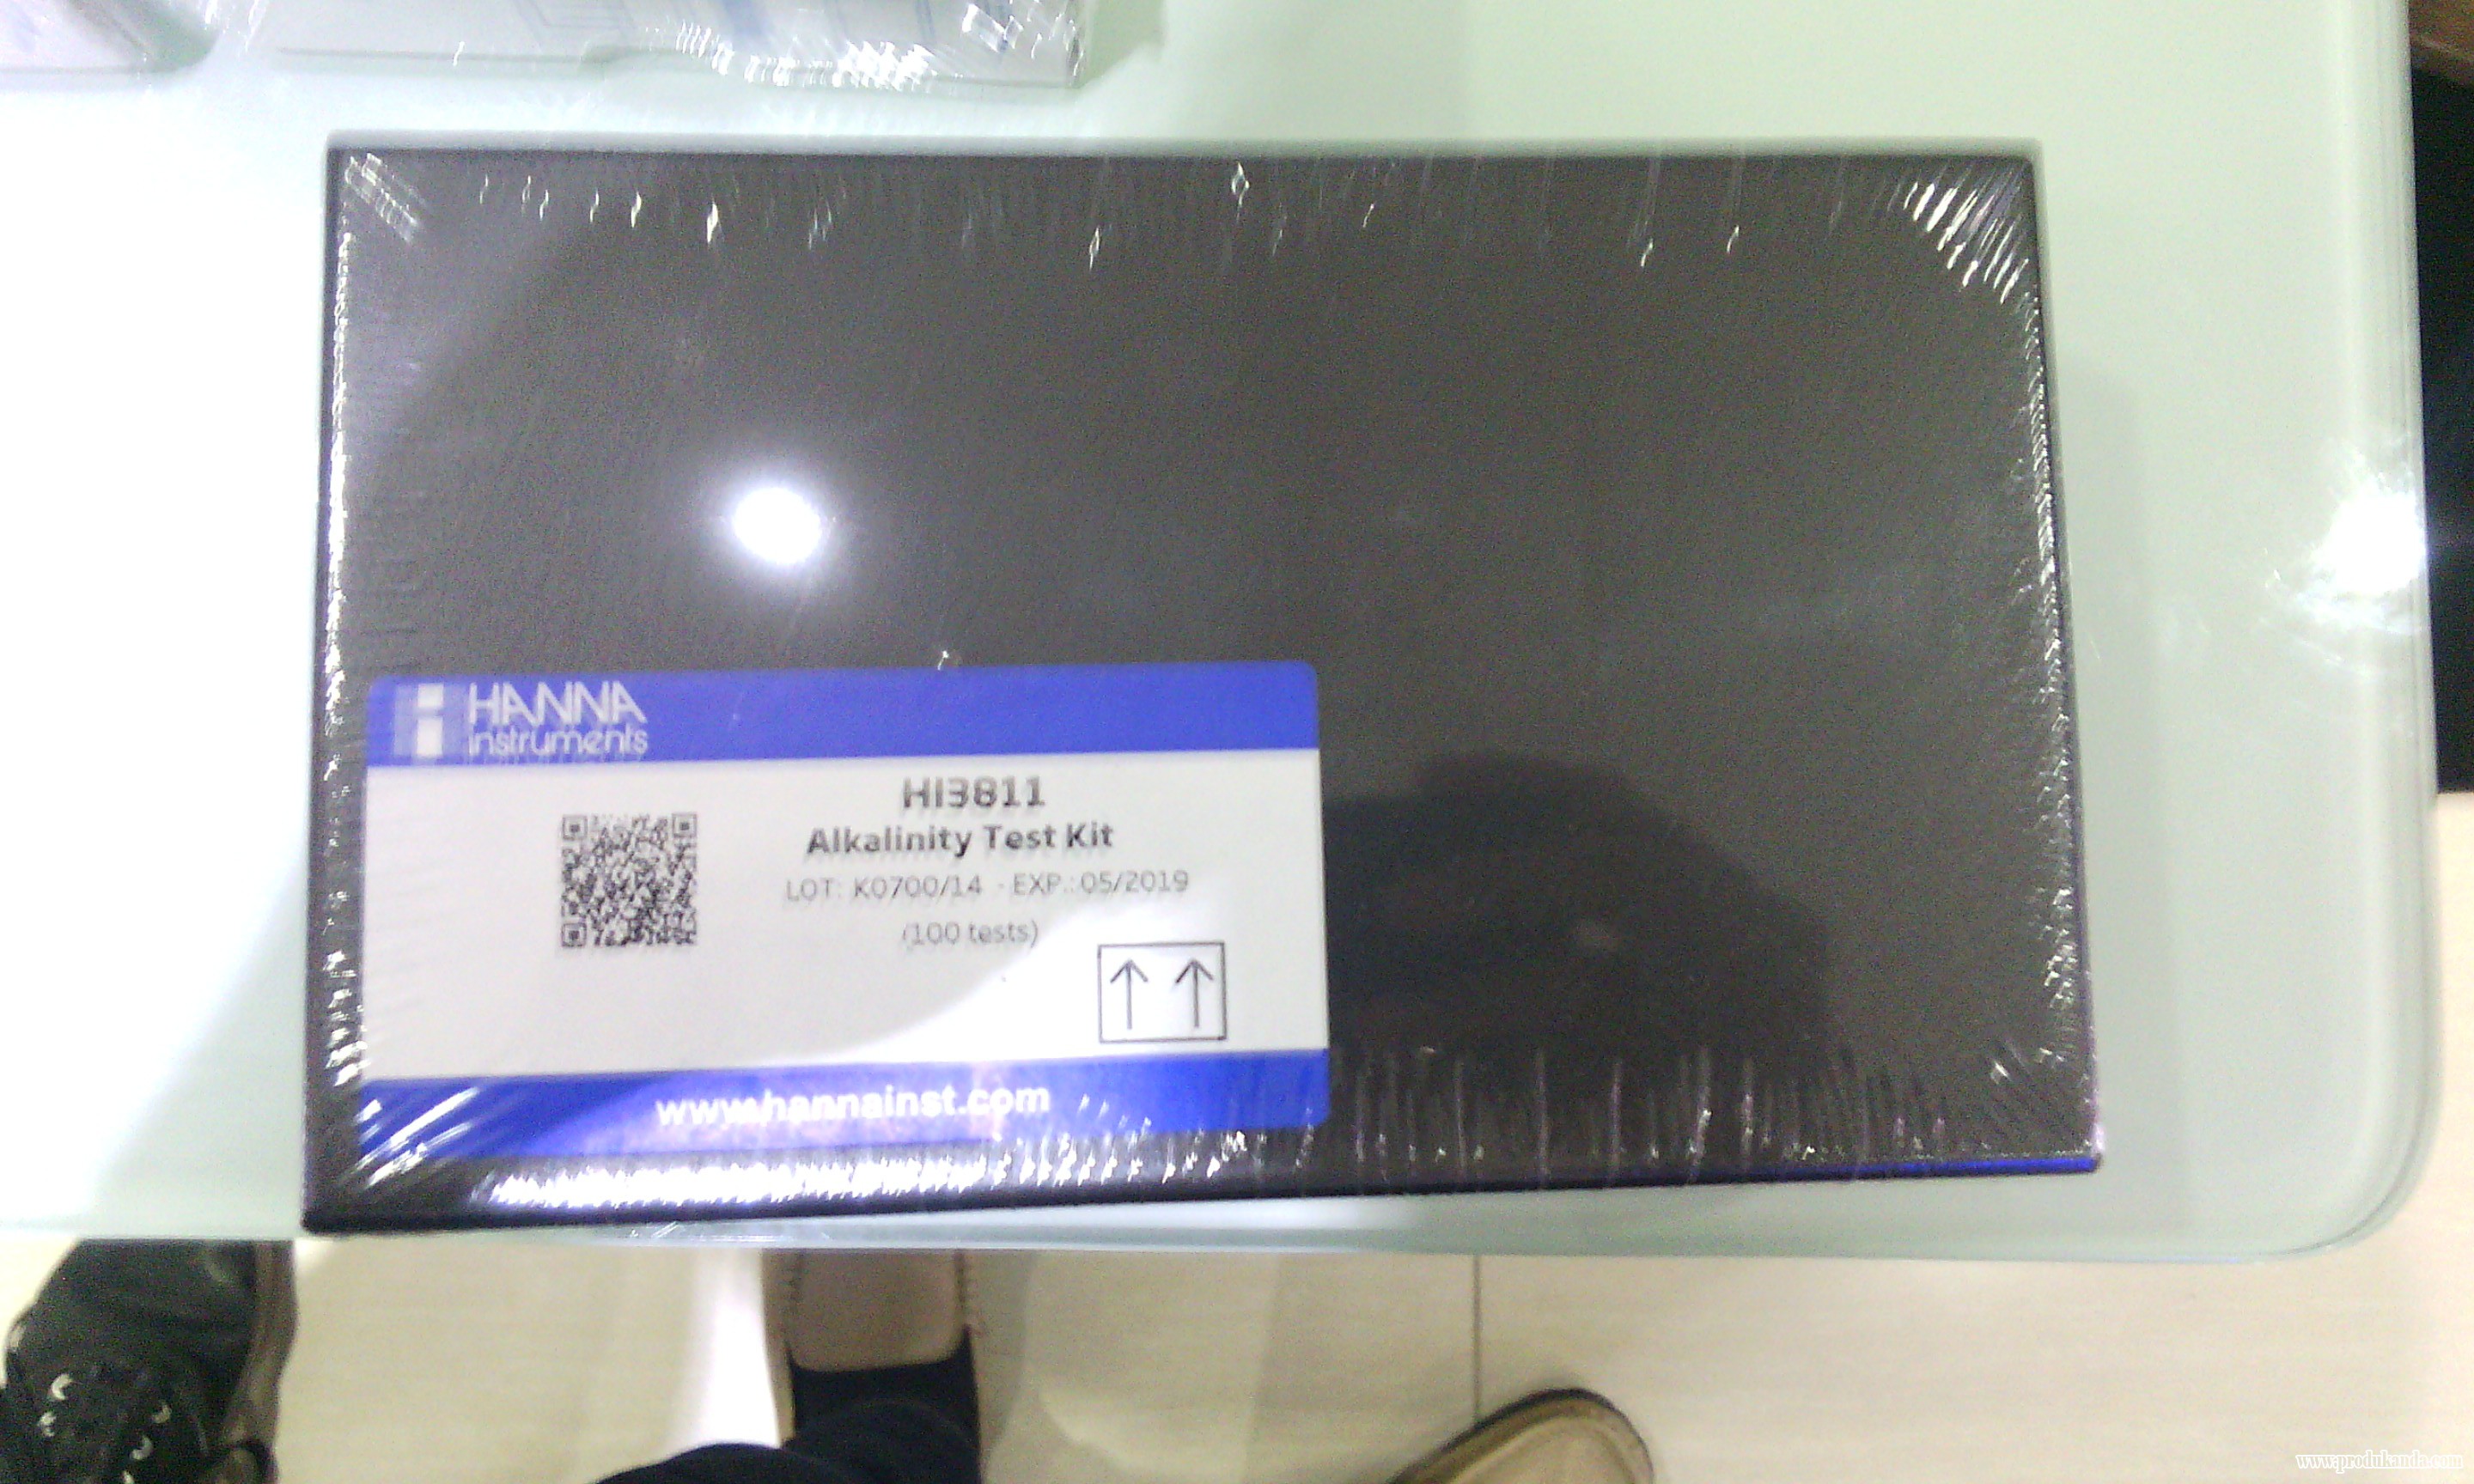 HANNA
instruments
HI3811
Alkalinity Test Kit
LOT: K0700/14 - EXP.: 05/2019
(100 tests)
www.hannainst.com
www.produkanda.com